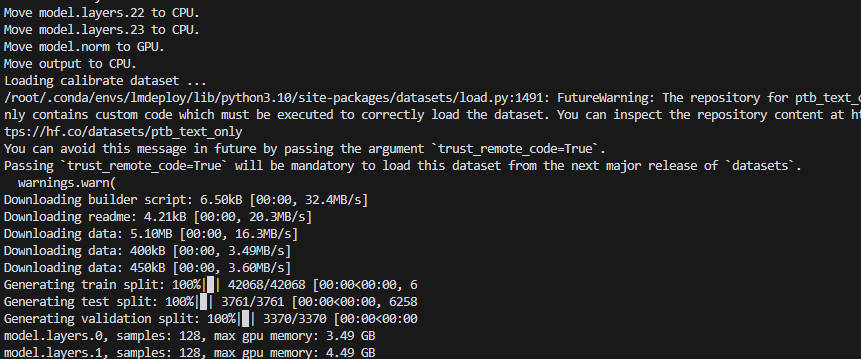 Move model.layers.22 to CPU.
Move model.layers.23 to CPU.
Move model.norm to GPU.
Move output to CPU.
Loading calibrate dataset ...
/root/.conda/envs/lmdeploy/lib/python3.10/site-packages/datasets/load.py:1491: FutureWarning: The repository for ptb_text_o
nly contains custom code which must be executed to correctly load the dataset. You can inspect the repository content at ht
tps://hf.co/datasets/ptb_text_only
You can avoid this message in future by passing the argument `trust_remote_code=True`.
Passing `trust_remote_code=True` will be mandatory to load this dataset from the next major release of `datasets`.
  warnings.warn(
Downloading builder script: 6.50kB [00:00, 32.4MB/s]
Downloading readme: 4.21kB [00:00, 20.3MB/s]
Downloading data: 5.10MB [00:00, 16.3MB/s]
Downloading data: 400kB [00:00, 3.49MB/s]
Downloading data: 450kB [00:00, 3.60MB/s]
Generating train split: 100%|█| 42068/42068 [00:00<00:00, 6
Generating test split: 100%|█| 3761/3761 [00:00<00:00, 6258
Generating validation split: 100%|█| 3370/3370 [00:00<00:00
model.layers.0, samples: 128, max gpu memory: 3.49 GB
model.layers.1, samples: 128, max gpu memory: 4.49 GB